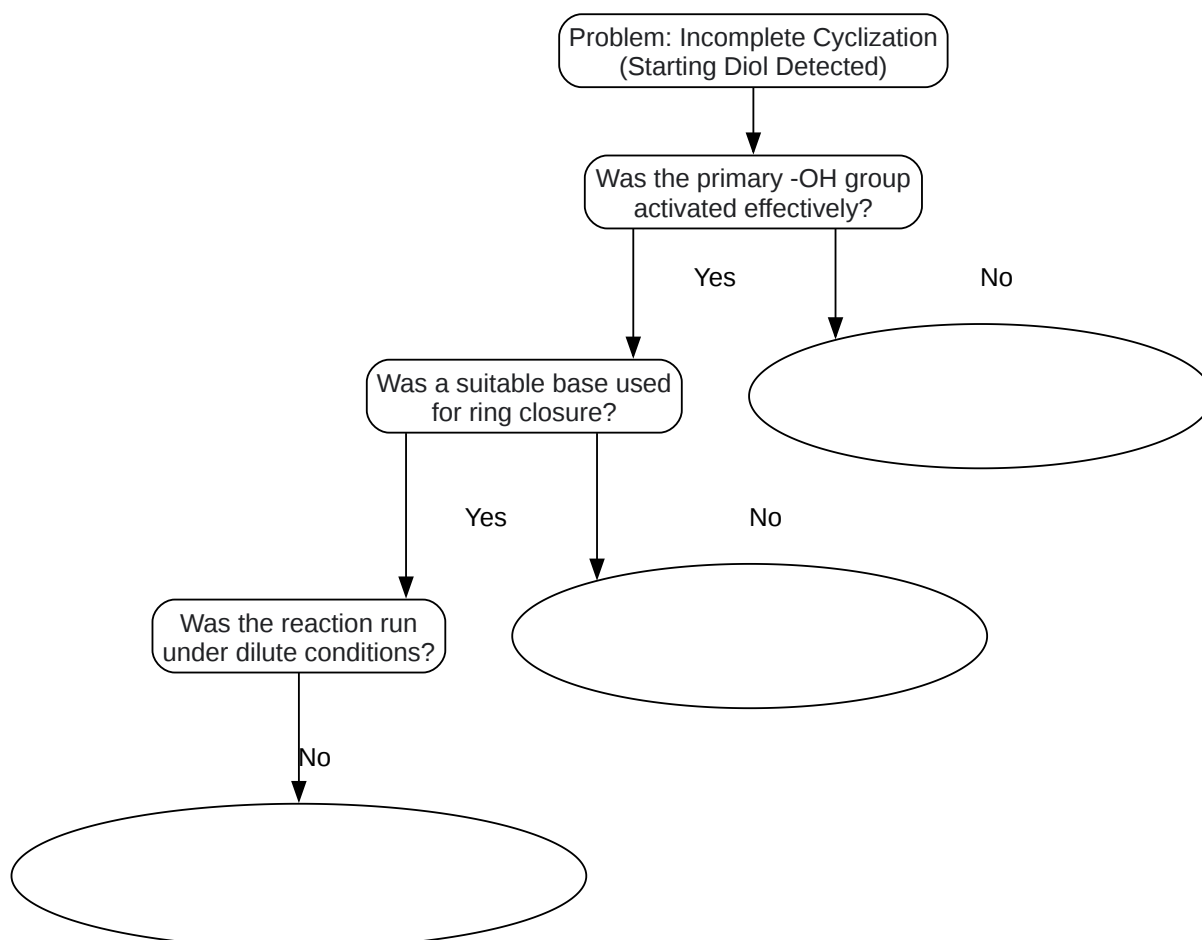 Problem: Incomplete Cyclization
(Starting Diol Detected)
Was the primary -OH group
activated effectively?
Yes
No
Was a suitable base used
for ring closure?
Yes
No
Was the reaction run
under dilute conditions?
No